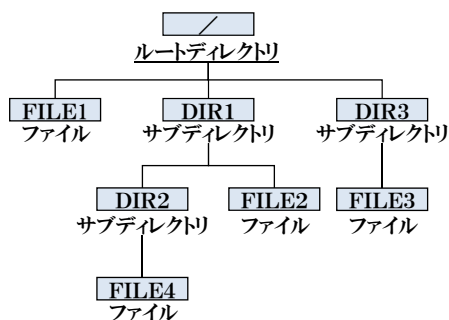 ／
ルートディレクトリ
FILE1 DIR1 DIR3
ファイル サブディレクトリ サブディレクトリ
DIR2 FILE2 FILE3
サブディレクトリ ファイル ファイル
FILE4
ファイル